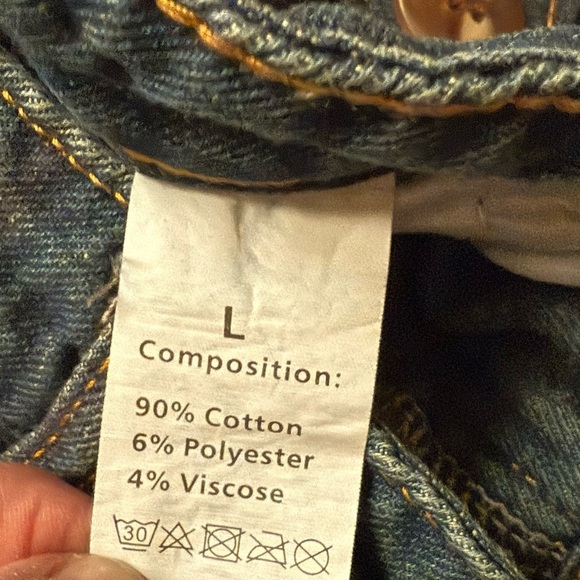 L
Composition:
90% Cotton
6% Polyester
4% Viscose
30